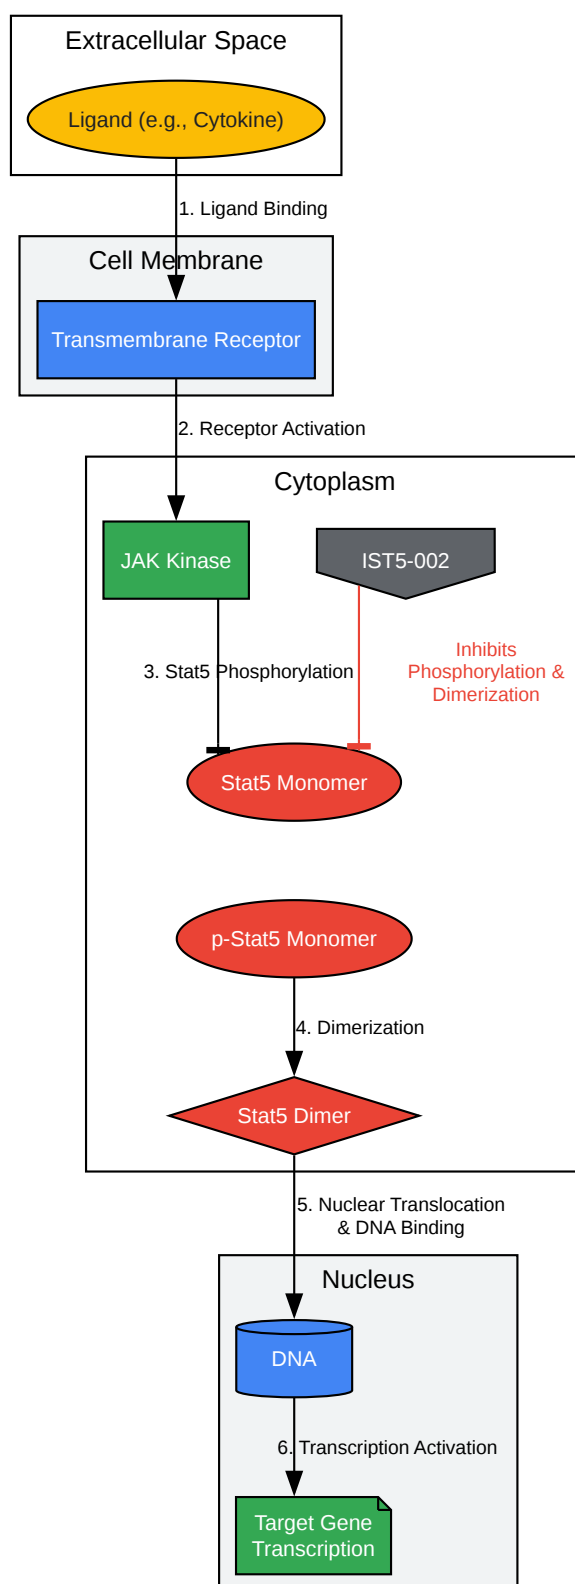 Extracellular Space
Ligand (e.g., Cytokine)
1. Ligand Binding
Cell Membrane
Transmembrane Receptor
2. Receptor Activation
Cytoplasm
JAK Kinase
IST5-002
3. Stat5 Phosphorylation
Inhibits
Phosphorylation &
Dimerization
Stat5 Monomer
p-Stat5 Monomer
4. Dimerization
Stat5 Dimer
5. Nuclear Translocation
& DNA Binding
Nucleus
DNA
6. Transcription Activation
Target Gene
Transcription